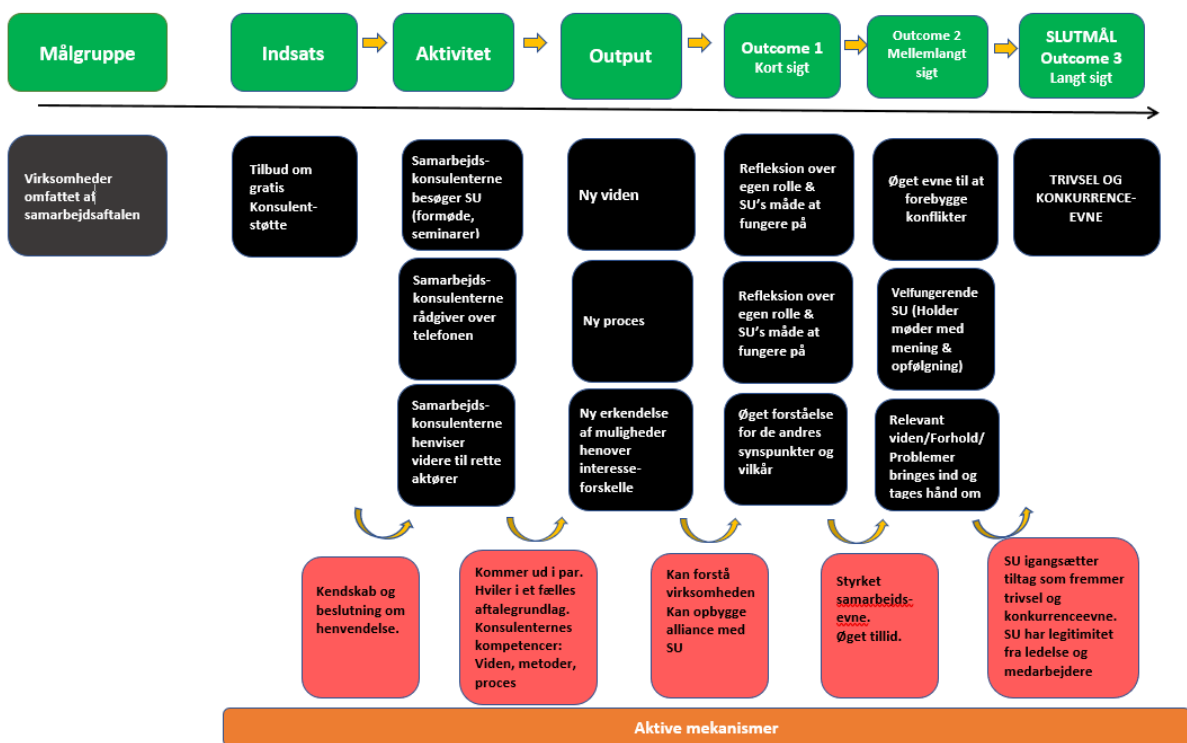 Målgruppe
Indsats
Aktivitet
Output
Outcome 1
Kort sigt
Outcome 2
Mellemlangt
sigt
SLUTMÅL
Outcome 3
Langt sigt
Virksomheder
omfattet af
samarbejdsaftalen
Tilbud om
gratis
Konsulent-
støtte
Samarbejds-
konsulenterne
besøger SU
(formøde,
seminarer)
Ny viden
Refleksion over
egen rolle &
SU's måde at
fungere på
Øget evne til at
forebygge
konflikter
TRIVSEL OG
KONKURRENCE-
EVNE
Samarbejds-
konsulenterne
rådgiver over
telefonen
Ny proces
Refleksion over
egen rolle &
SU's måde at
fungere på
Velfungerende
SU (Holder
møder med
mening &
opfølgning)
Samarbejds-
konsulenterne
henviser
videre til rette
aktører
Ny erkendelse
af muligheder
henover
interesse-
forskelle
Øget forståelse
for de andres
synspunkter og
vilkår
Relevant
viden/Forhold/
Problemer
bringes ind og
tages hånd om
Kendskab og
beslutning om
henvendelse.
Kommer ud i par.
Hviler i et fælles
aftalegrundlag.
Konsulenternes
kompetencer:
Viden, metoder,
proces
Kan forstå
virksomheden
Kan opbygge
alliance med
SU
Styrket
samarbejds-
evne.
Øget tillid.
SU igangsætter
tiltag som fremmer
trivsel og
konkurrenceevne.
SU har legitimitet
fra ledelse og
medarbejdere
Aktive mekanismer